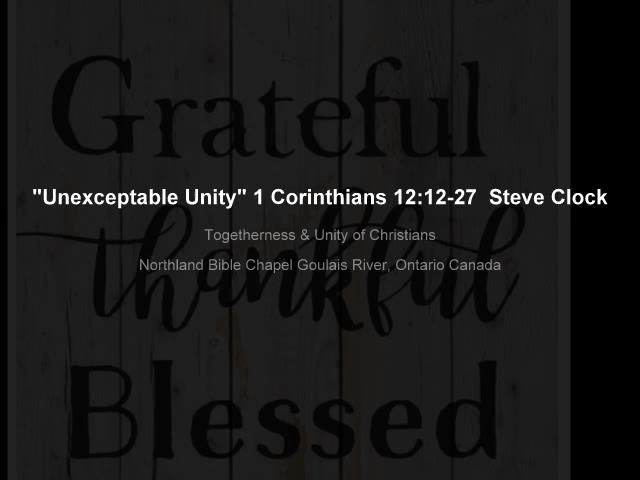 Grateful
"Unexceptable Unity" 1 Corinthians 12:12-27  Steve Clock
Togetherness & Unity of Christians
Northland Bible Chapel Goulais River, Ontario Canada
thankful
Blessed